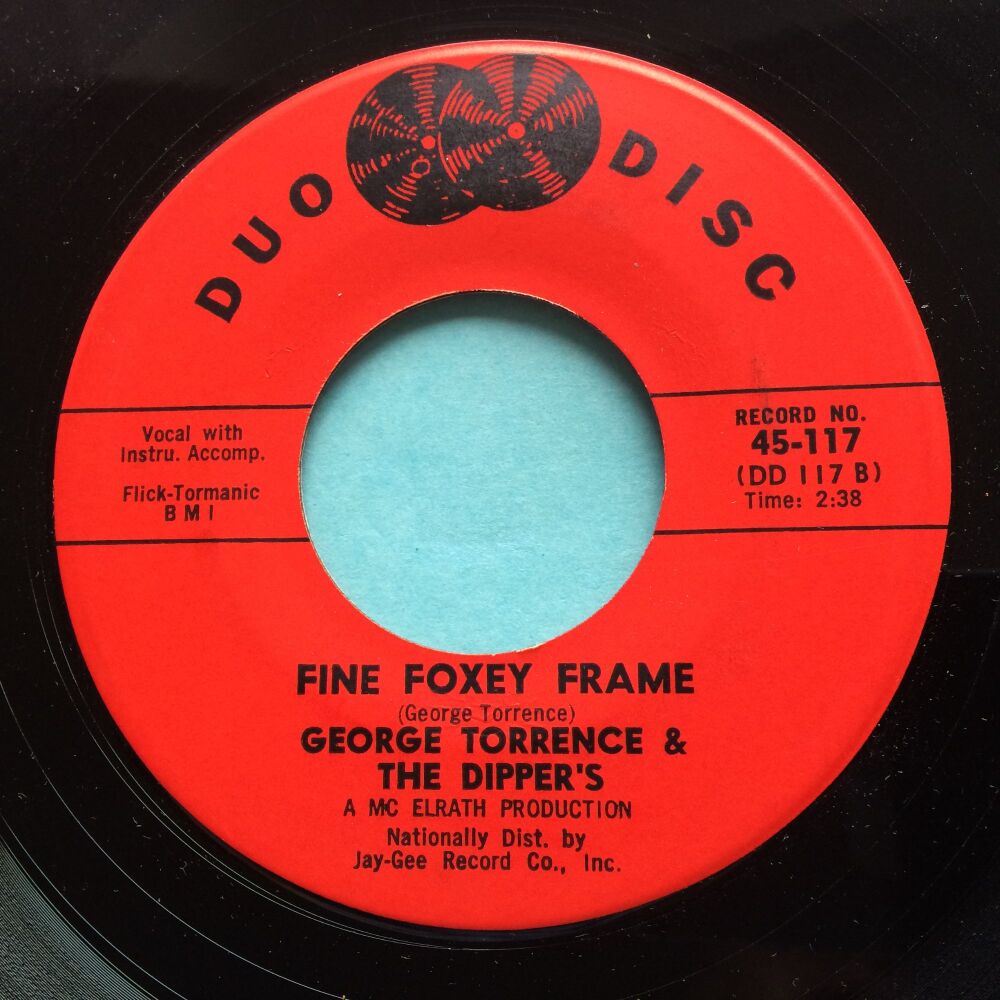 DUO DISC
Vocal with
Instru. Accomp.
Flick-Tormanic
B M I
RECORD NO.
45-117
(DD 117 B)
Time: 2:38
FINE FOXEY FRAME
(George Torrence)
GEORGE TORRENCE &
THE DIPPER'S
A MC ELRATH PRODUCTION
Nationally Dist. by
Jay-Gee Record Co., Inc.